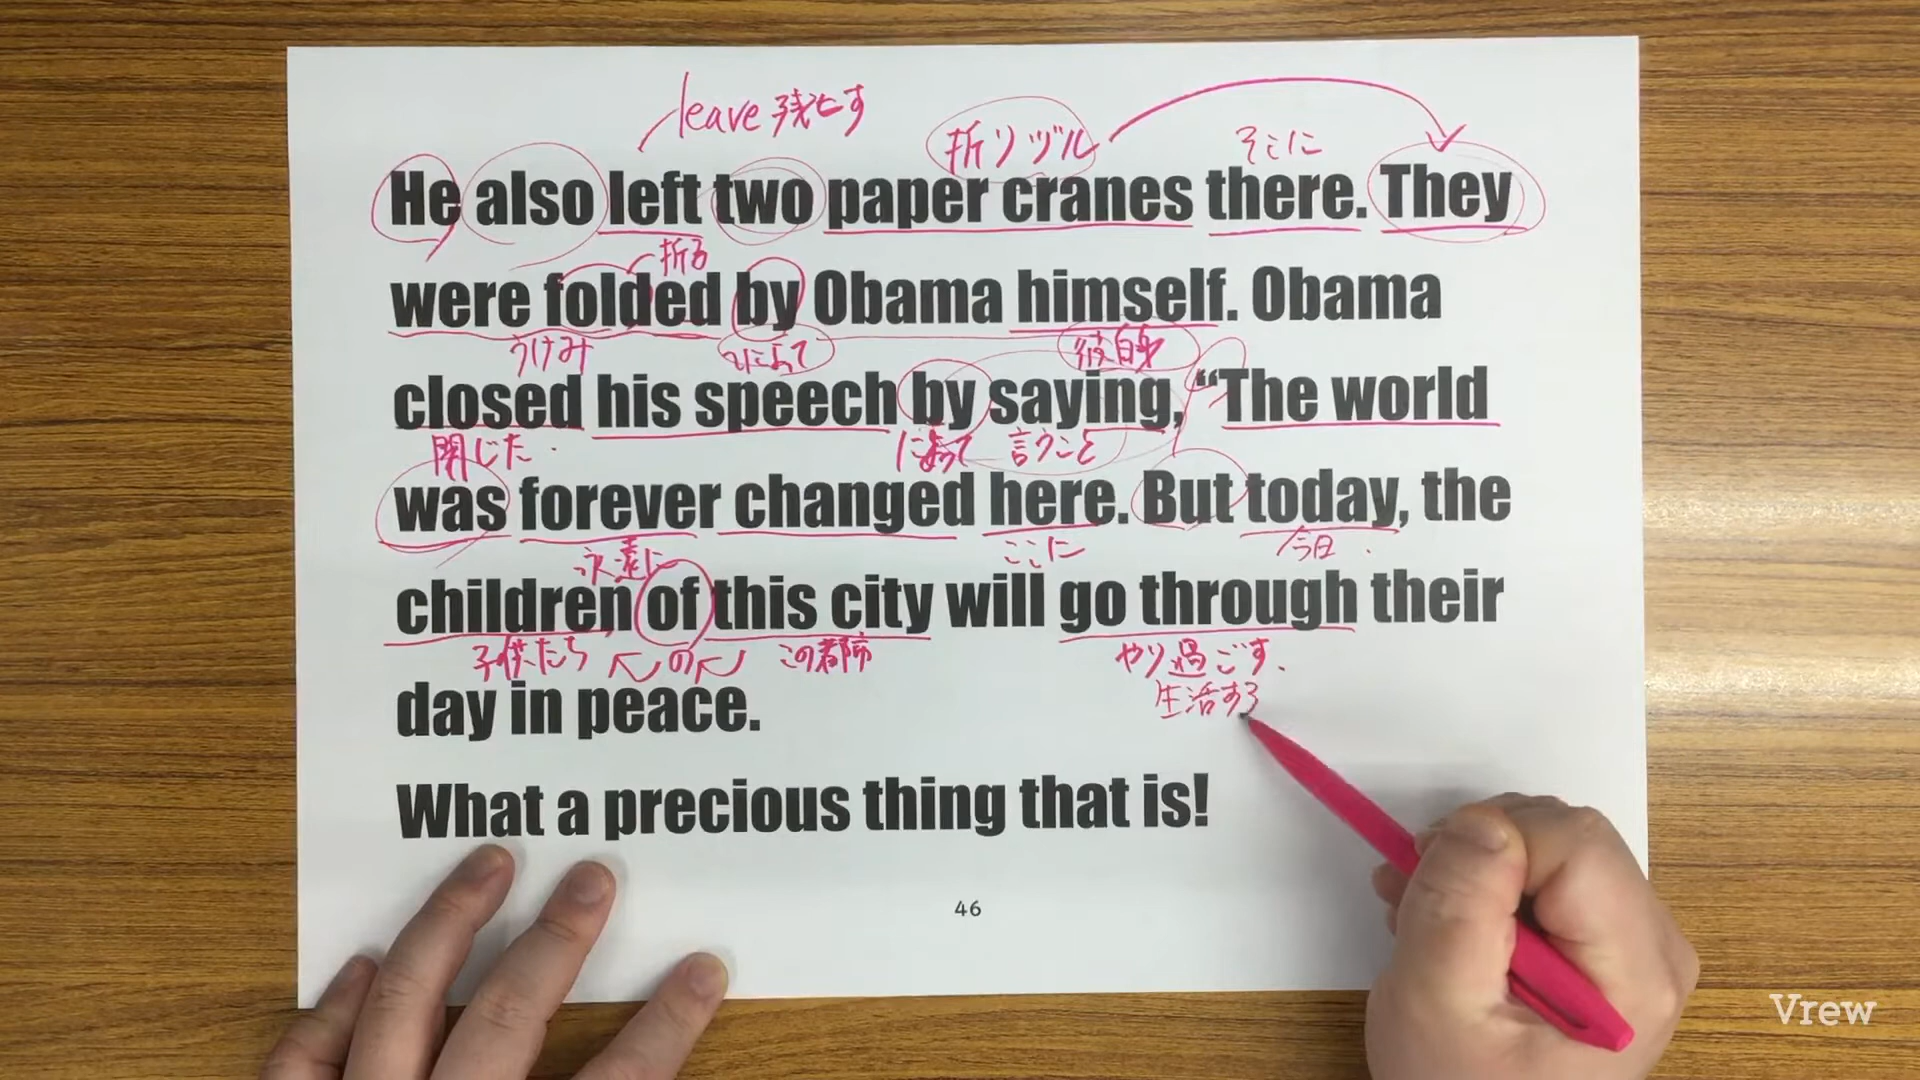 leave 残こす
折りヅル そこに
He also left two paper cranes there. They
折る
were folded by Obama himself. Obama
うけみ によって 彼自身
closed his speech by saying, “The world
閉じた によって 言うこと
was forever changed here. But today, the
永遠に ここに 今日
children of this city will go through their
子供たち の この都市 やり過ごす.
生活する
day in peace.
What a precious thing that is!
46
Vrew